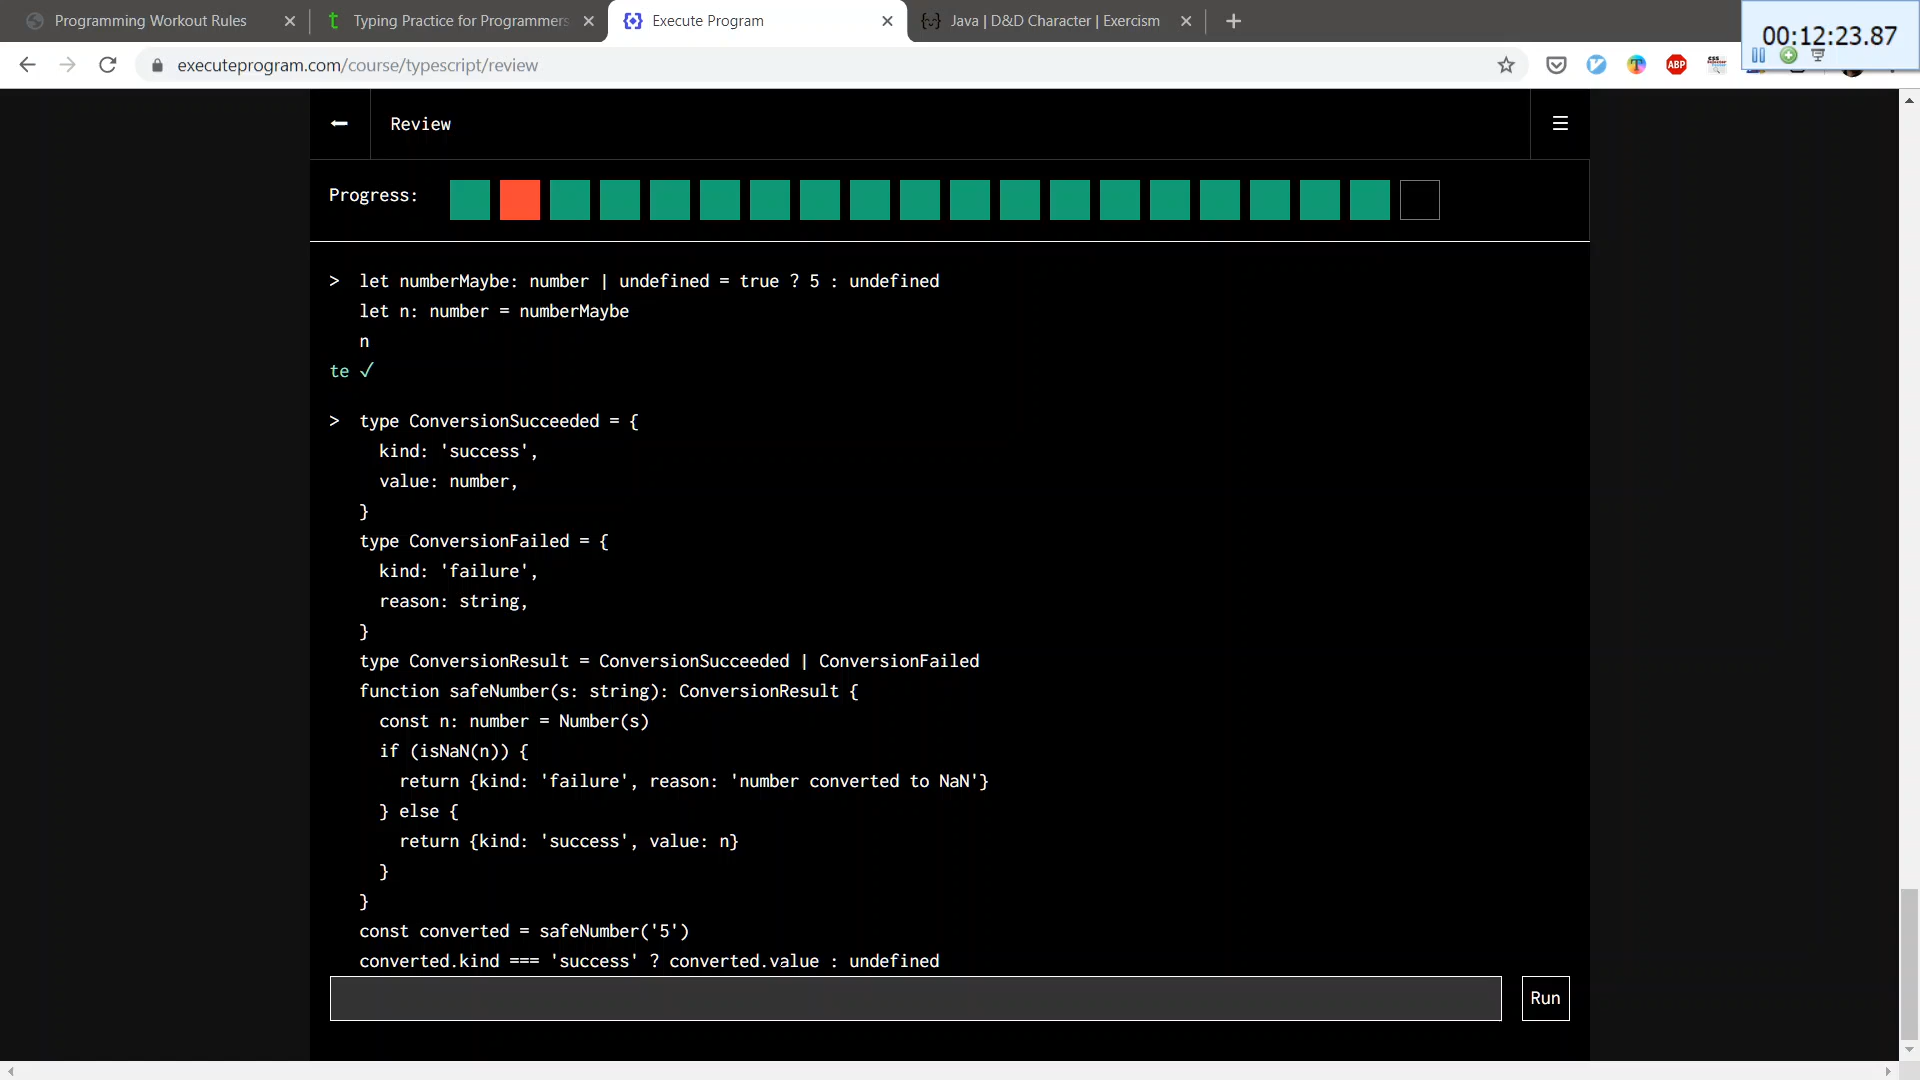 Programming Workout Rules
Typing Practice for Programmers
Execute Program
Java | D&D Character | Exercism
00:12:23.87
executeprogram.com/course/typescript/review
ABP
Review
Progress:
> let numberMaybe: number | undefined = true ? 5 : undefined
let n: number = numberMaybe
n
te ✓
> type ConversionSucceeded = {
kind: 'success',
value: number,
}
type ConversionFailed = {
kind: 'failure',
reason: string,
}
type ConversionResult = ConversionSucceeded | ConversionFailed
function safeNumber(s: string): ConversionResult {
const n: number = Number(s)
if (isNaN(n)) {
return {kind: 'failure', reason: 'number converted to NaN'}
} else {
return {kind: 'success', value: n}
}
}
const converted = safeNumber('5')
converted.kind === 'success' ? converted.value : undefined
Run